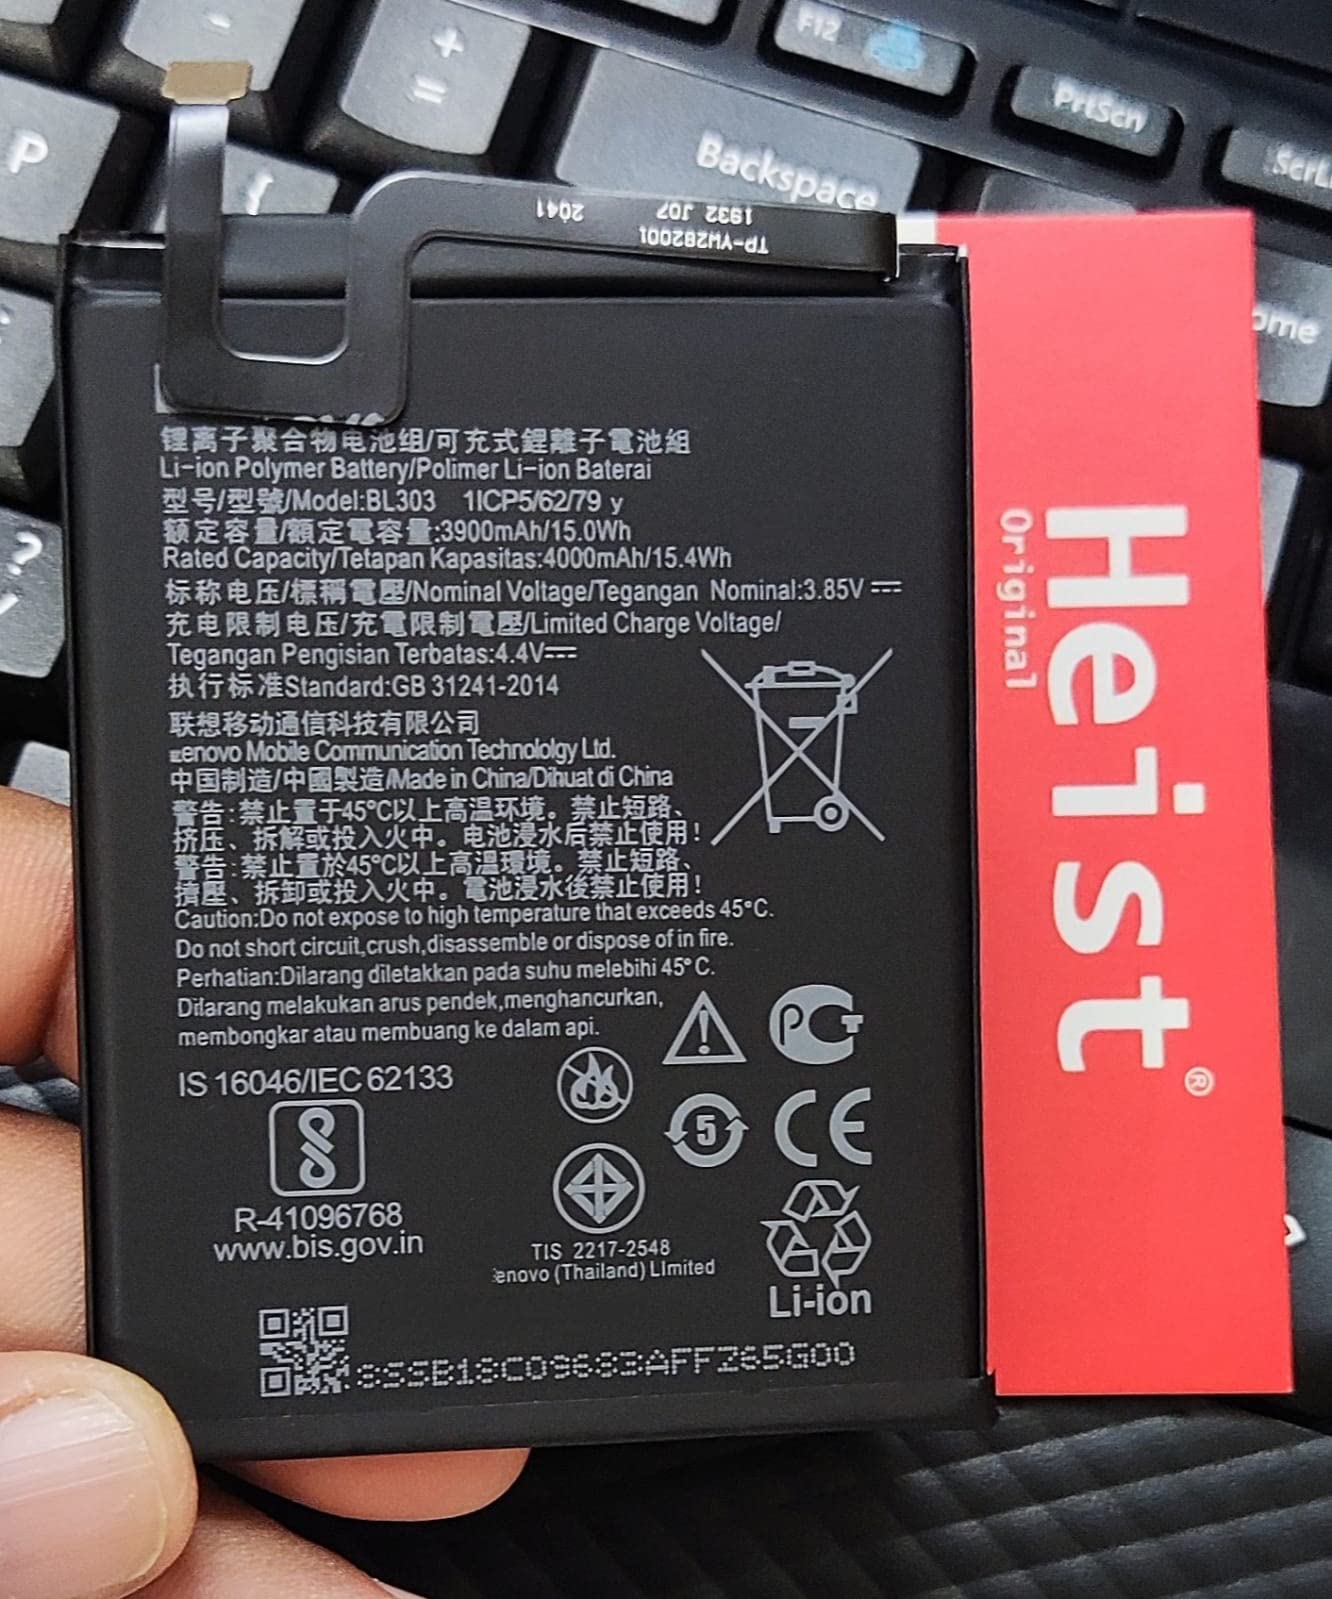 -
+
=
F12
PrtScn
P
{
Backspace
?
2041
1932 J07
TP-YW282001
锂离子聚合物电池组/可充式鋰離子電池組
Li-ion Polymer Battery/Polimer Li-ion Baterai
型号/型號/Model:BL303 1ICP5/62/79 y
额定容量/額定電容量:3900mAh/15.0Wh
Rated Capacity/Tetapan Kapasitas:4000mAh/15.4Wh
标称电压/標稱電壓/Nominal Voltage/Tegangan Nominal:3.85V
充电限制电压/充電限制電壓/Limited Charge Voltage/
Tegangan Pengisian Terbatas:4.4V
执行标准Standard:GB 31241-2014
联想移动通信科技有限公司
enovo Mobile Communication Technololgy Ltd.
中国制造/中國製造/Made in China/Dihuat di China
警告:禁止置于45°C以上高温环境。禁止短路、
挤压、拆解或投入火中。电池浸水后禁止使用!
警告:禁止置於45°C以上高溫環境。禁止短路、
擠壓、拆卸或投入火中。電池浸水後禁止使用!
Caution:Do not expose to high temperature that exceeds 45°C.
Do not short circuit,crush,disassemble or dispose of in fire.
Perhatian:Dilarang diletakkan pada suhu melebihi 45°C.
Dilarang melakukan arus pendek,menghancurkan,
membongkar atau membuang ke dalam api.
IS 16046/IEC 62133
R-41096768
www.bis.gov.in
PCT
5
CE
TIS 2217-2548
enovo (Thailand) LImited
Li-ion
8SSB18C09683AFFZ65G00
Heist®
Original